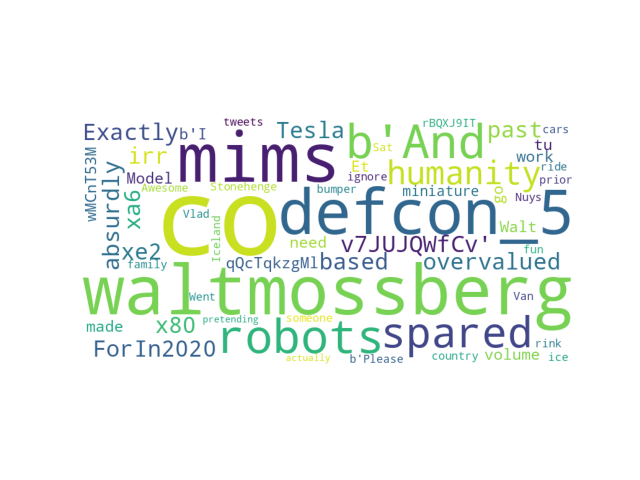 tweets
rBQXJ9IT
Exactly b'I
Tesla
b'And
past
cars
mims
tu
irr
work
wMCnT53M
absurdly
Model
Et
humanity
ride
ignore
Sat
Awesome
Stonehenge
bumper
miniature
go
prior
Nuys
xa6
co
defcon_5
Vlad
Iceland
Walt
xe2
need
v7JUJQWfCv'
fun
family
qQcTqkzgMl
based
overvalued
waltmossberg
Went
Van
made
x80
pretending
robots
someone
spared
rink
ForIn2020
actually
b'Please
country
volume
ice